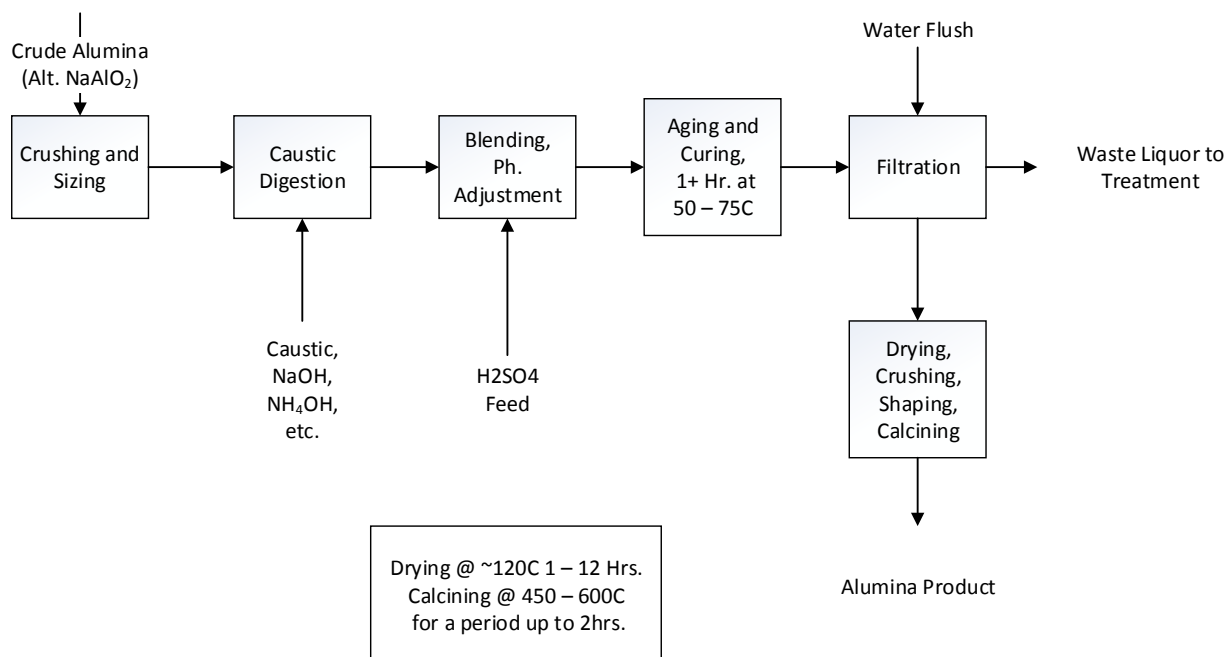 Crude Alumina
(Alt. NaAlO₂)
Water Flush
Crushing and
Sizing
Caustic
Digestion
Blending,
Ph.
Adjustment
Aging and
Curing,
1+ Hr. at
50 – 75C
Filtration
Waste Liquor to
Treatment
Caustic,
NaOH,
NH₄OH,
etc.
H2SO4
Feed
Drying,
Crushing,
Shaping,
Calcining
Drying @ ~120C 1 – 12 Hrs.
Calcining @ 450 – 600C
for a period up to 2hrs.
Alumina Product